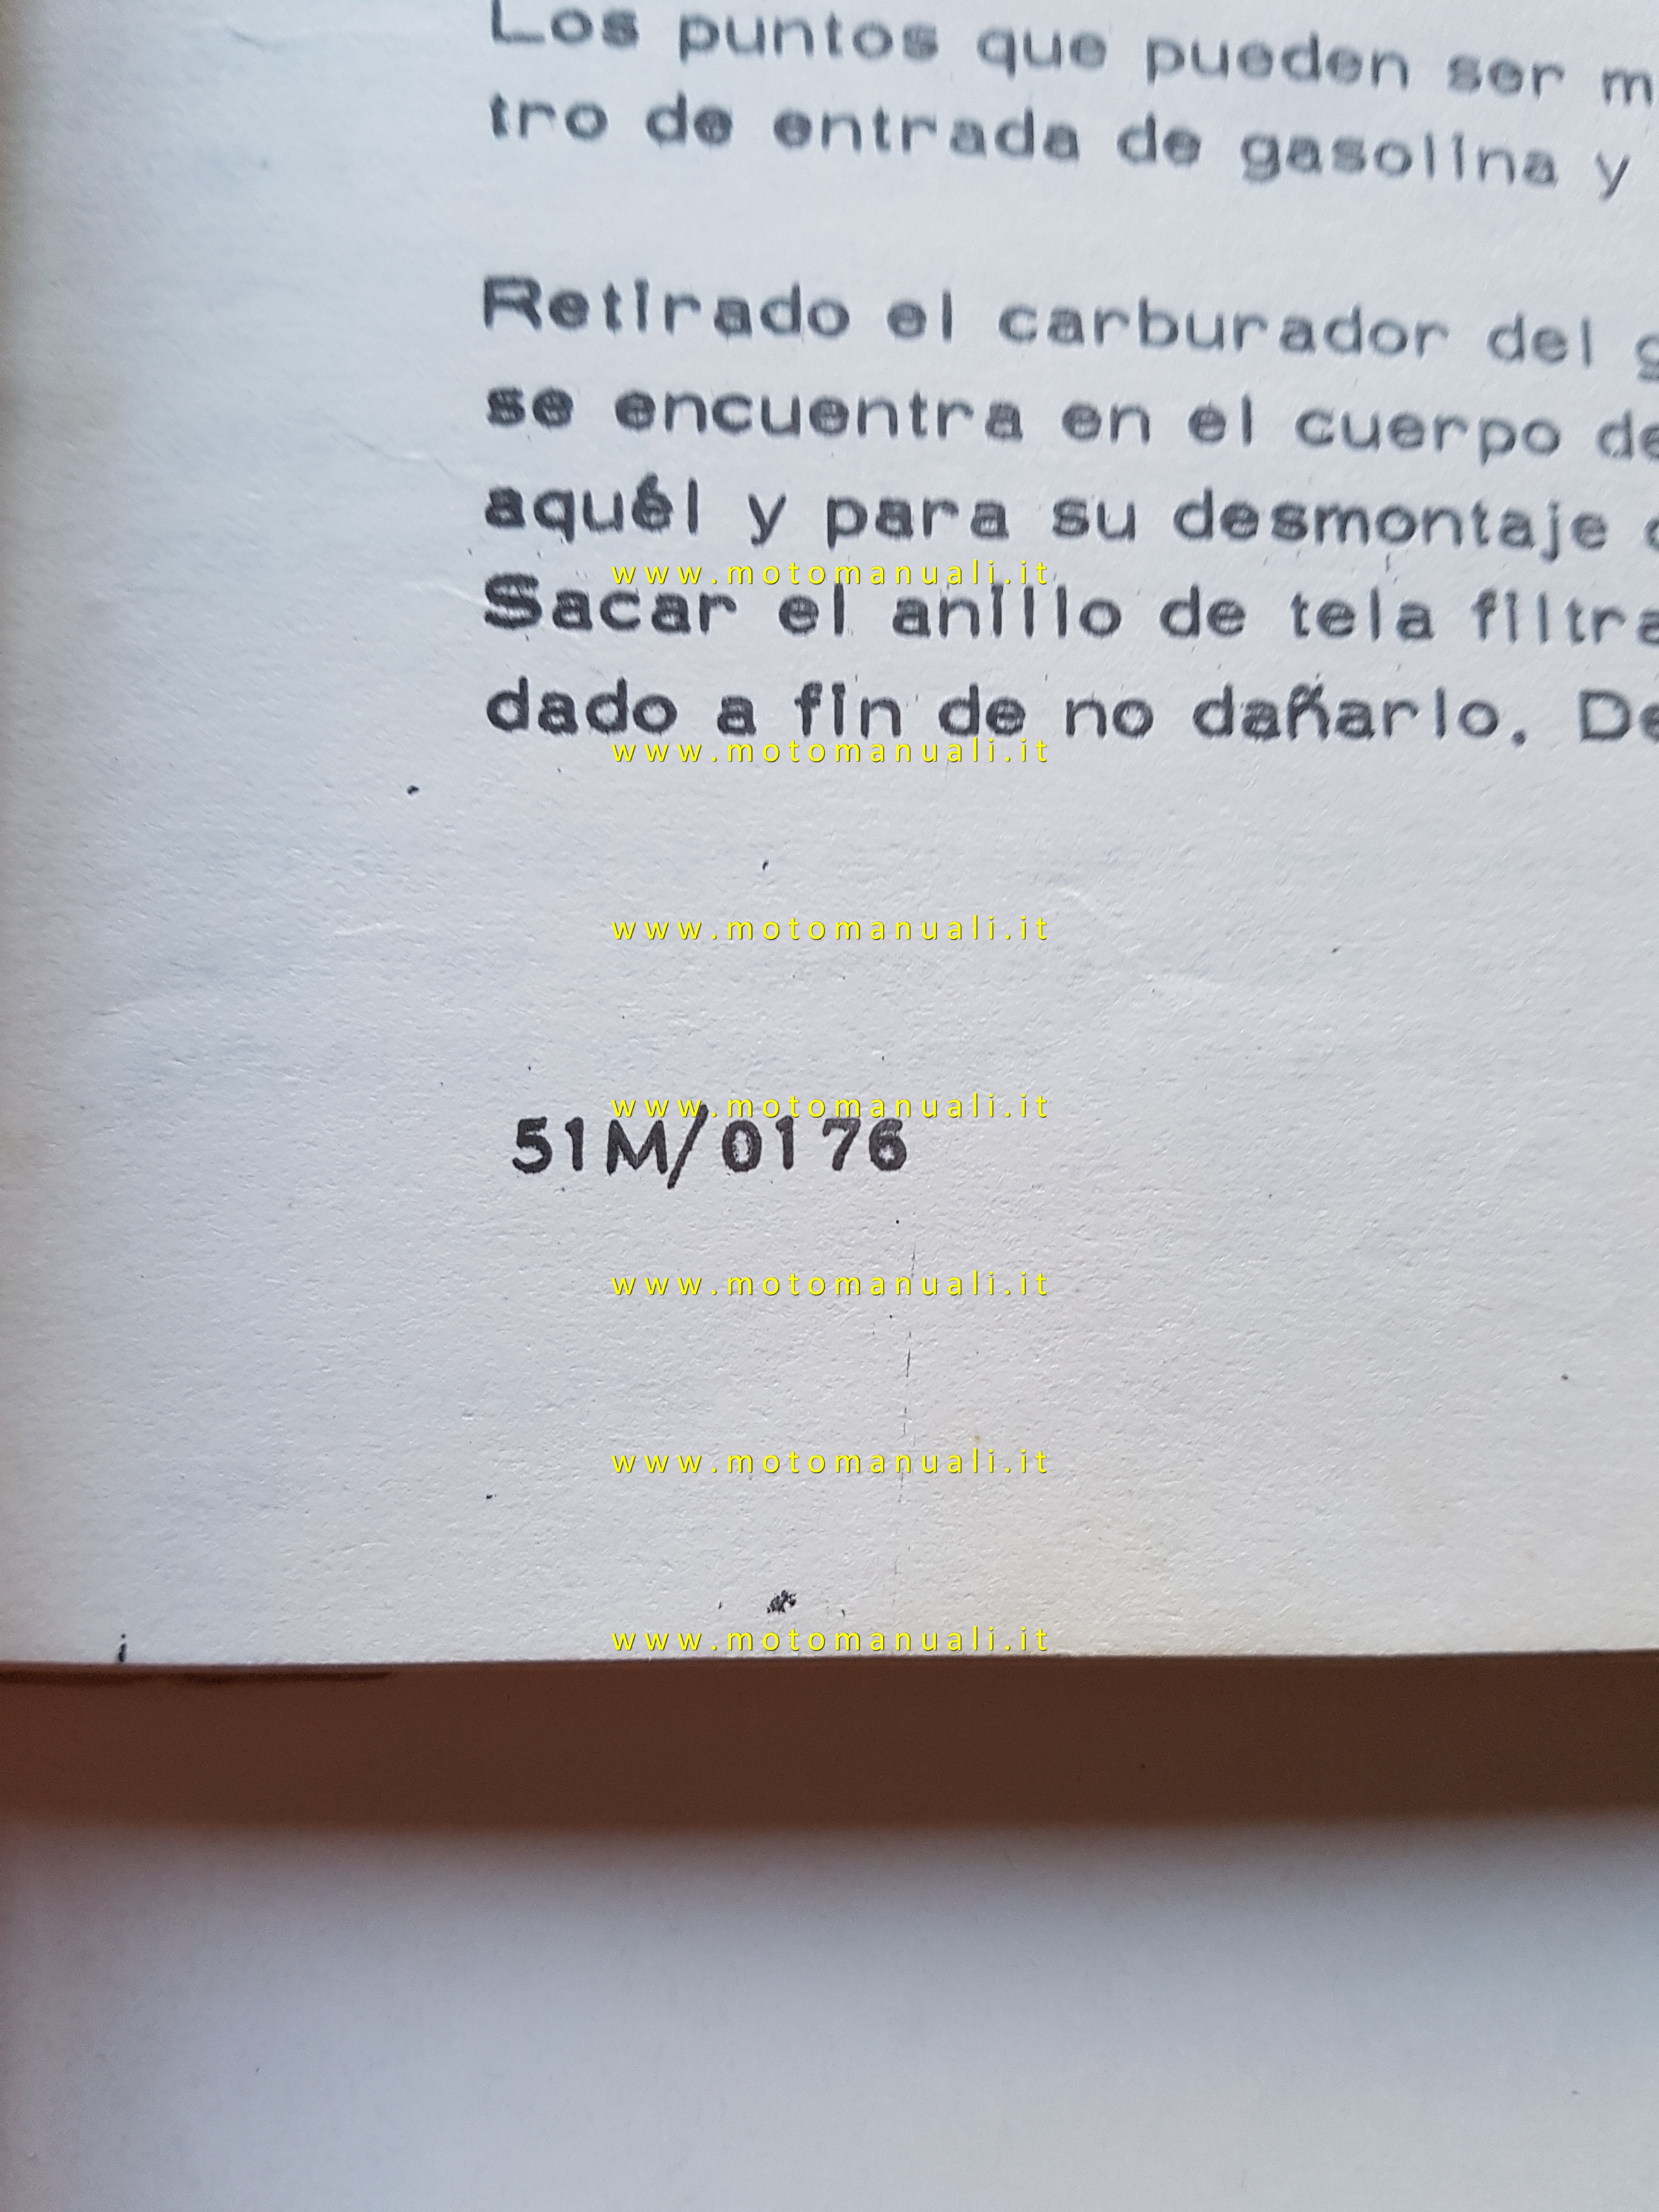 Los puntos que pueden ser m
tro de entrada de gasolina y
Retirado el carburador del g
se encuentra en el cuerpo de
aquél y para su desmontaje
www.motomanuali.it
Sacar el anillo de tela filtra
dado a fin de no dañarlo. De
www.motomanuali.it
www.motomanuali.it
www.motomanuali.it
51M/0176
www.motomanuali.it
www.motomanuali.it
www.motomanuali.it